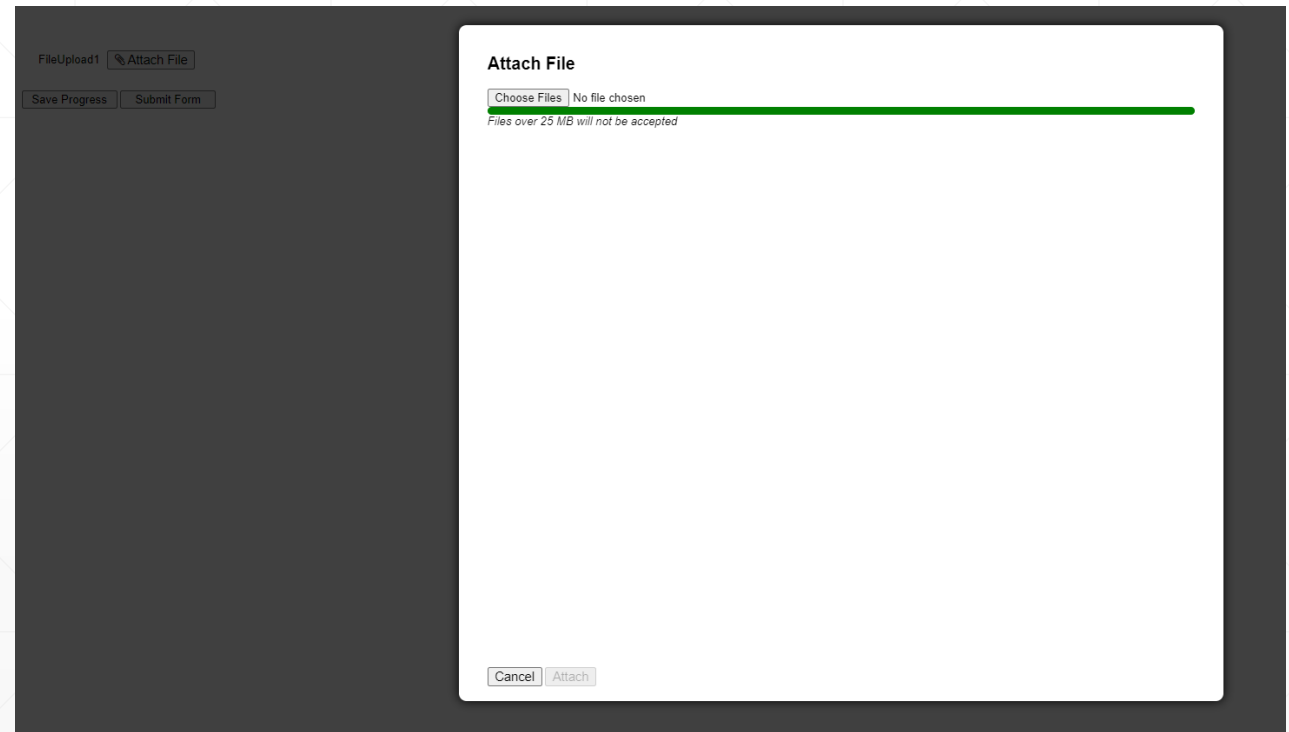 FileUpload1 Attach File
Save Progress Submit Form
Attach File
Choose Files No file chosen
Files over 25 MB will not be accepted
Cancel Attach